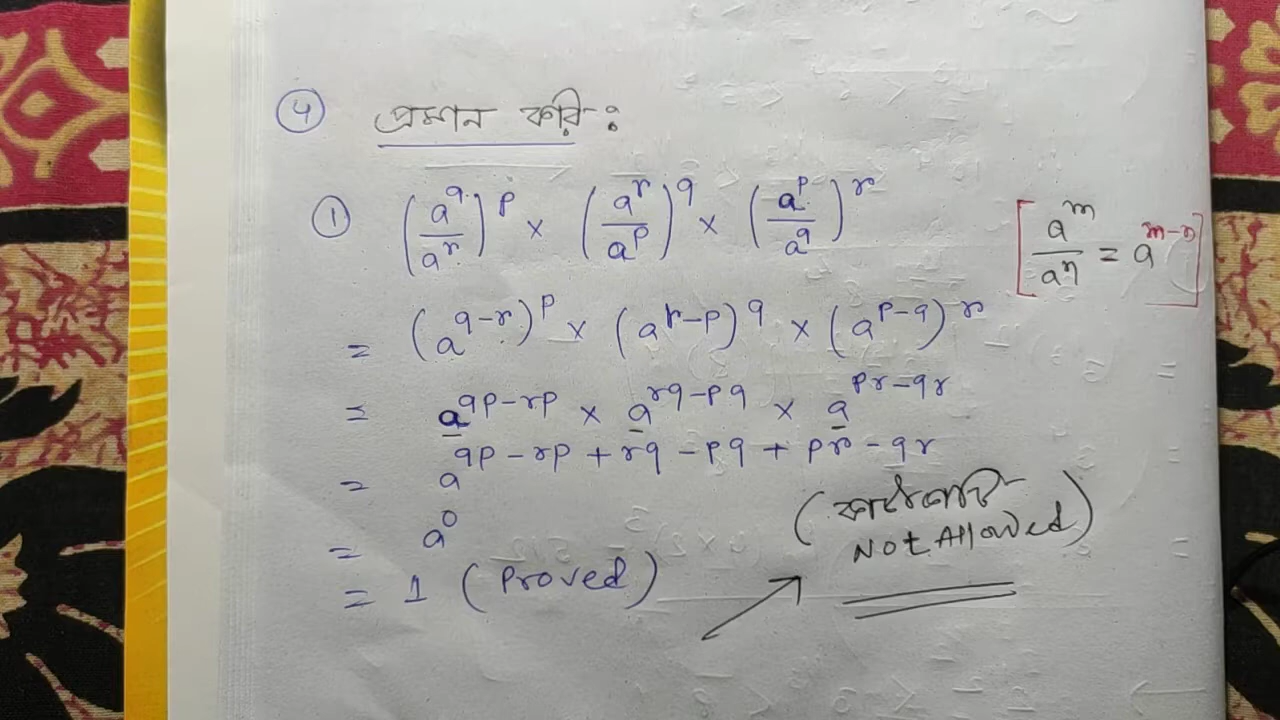 ④ প্রমান করি :
① (a^q/a^r)^p × (a^r/a^p)^q × (a^p/a^q)^r
[a^m/a^n = a^m-n]
= (a^q-r)^p × (a^r-p)^q × (a^p-q)^r
= a^qp-rp × a^rq-pq × a^pr-qr
= a^qp-rp+rq-pq+pr-qr
= a^0
(কাটাকাটি
Not Allowed)
= 1 (Proved)